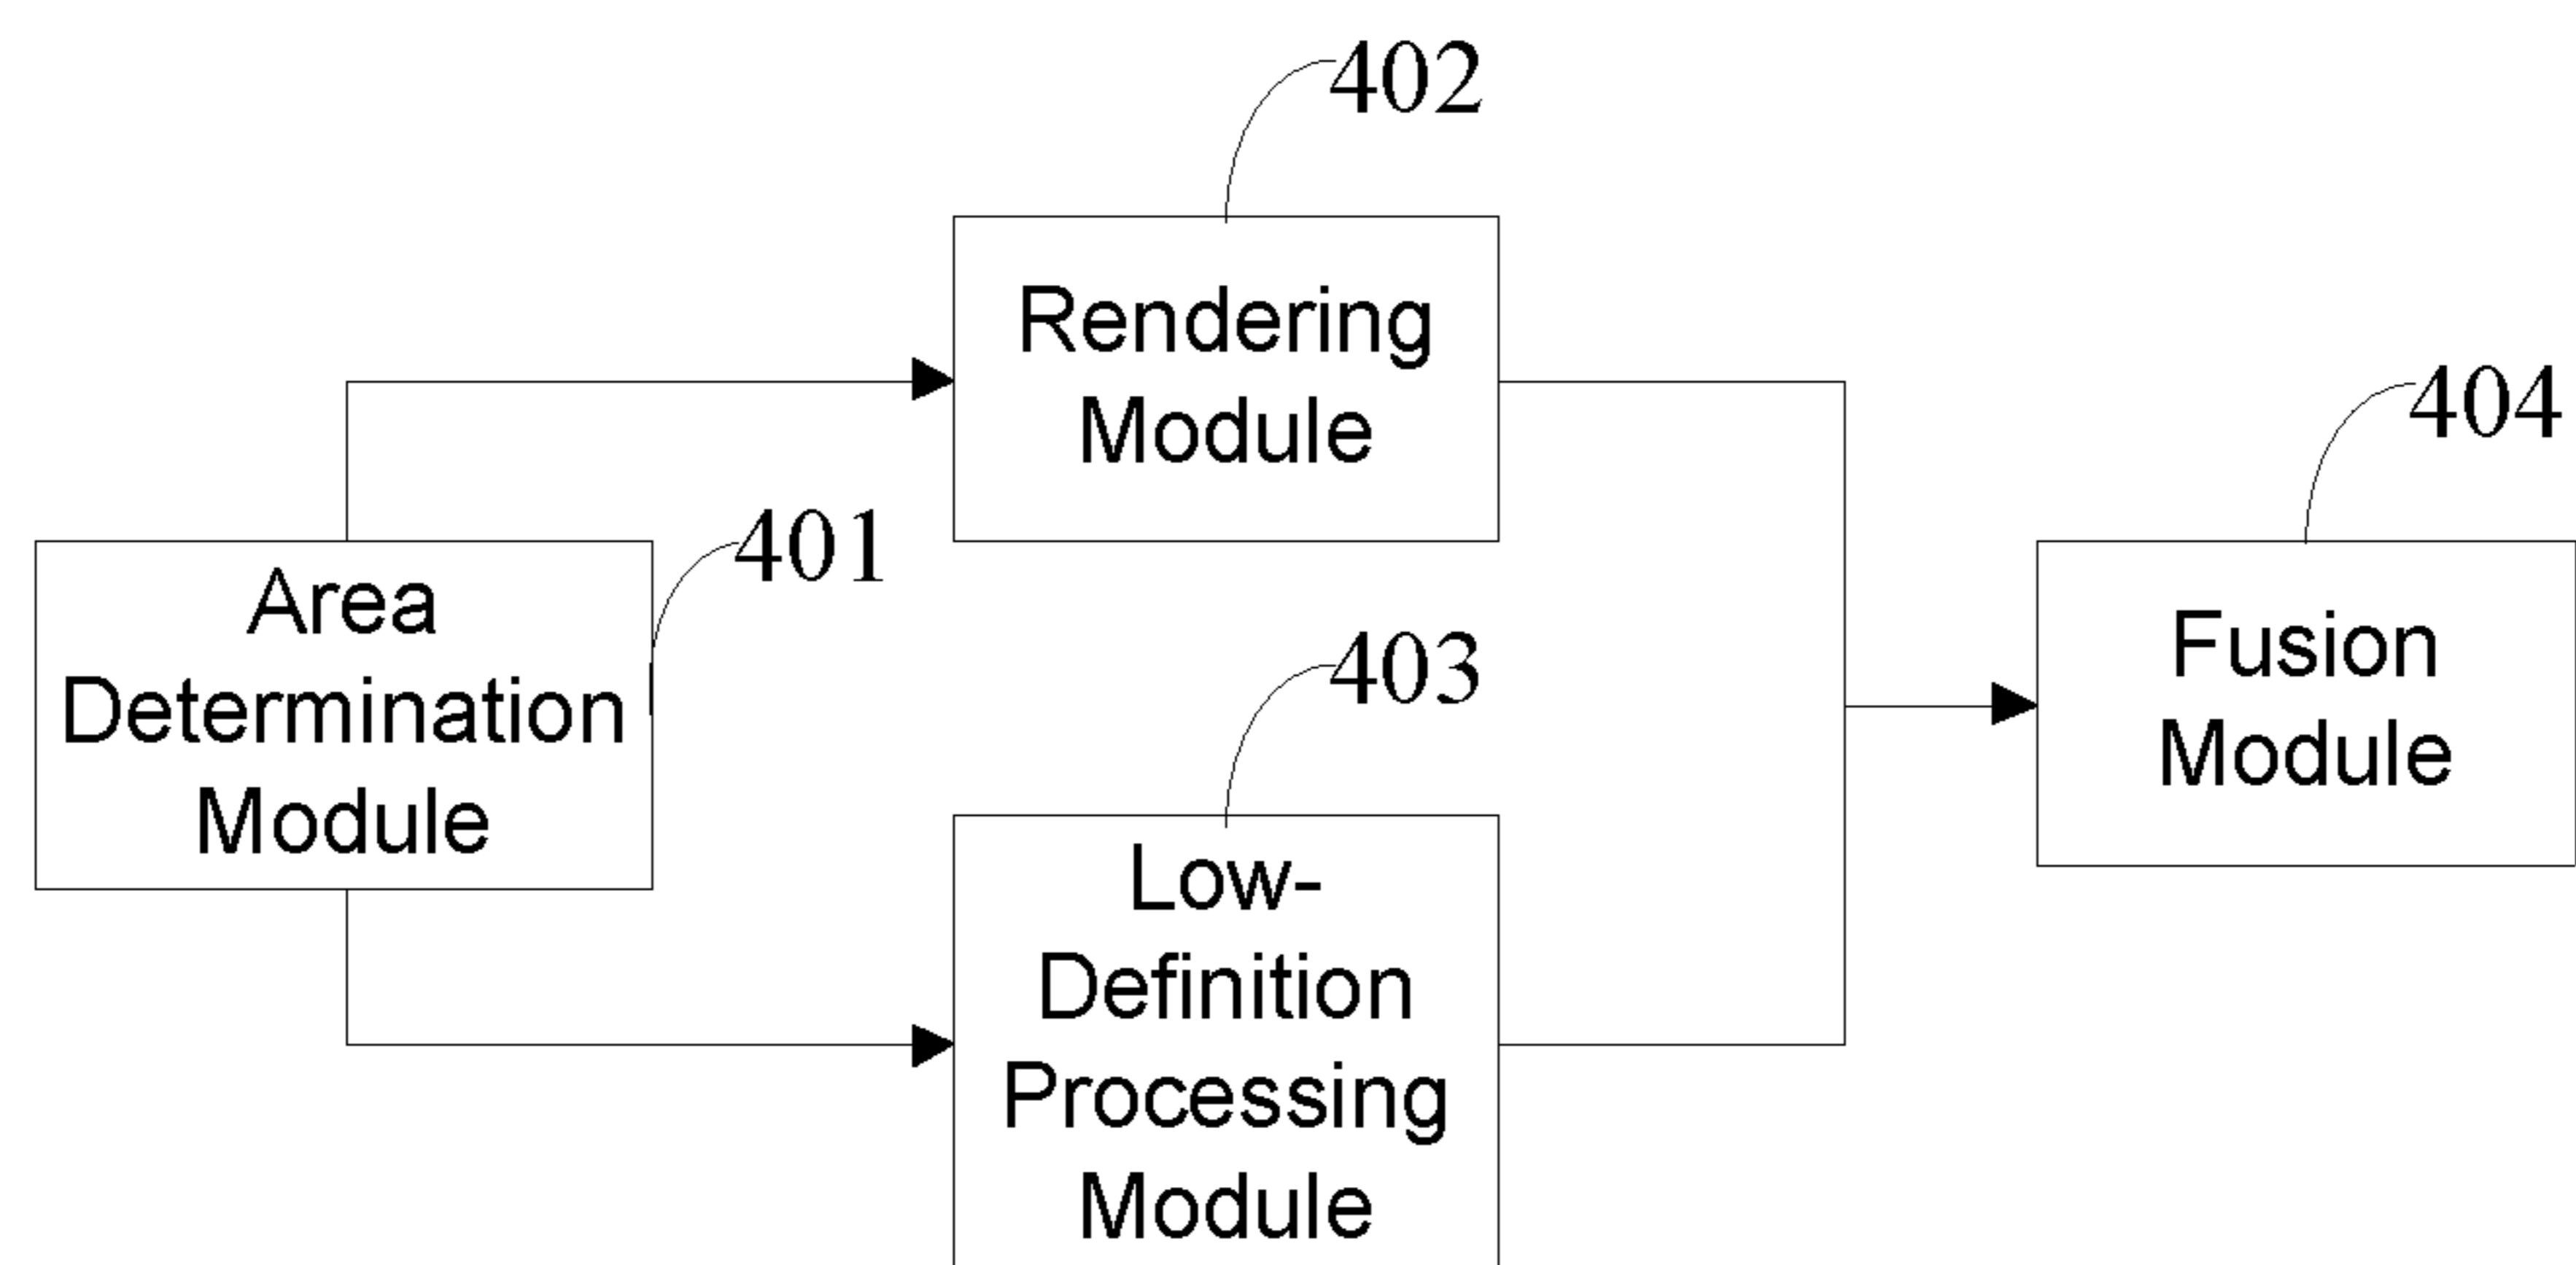 402
Rendering
Module
404
401
Area
Determination
Module
403
Fusion
Module
Low-
Definition
Processing
Module